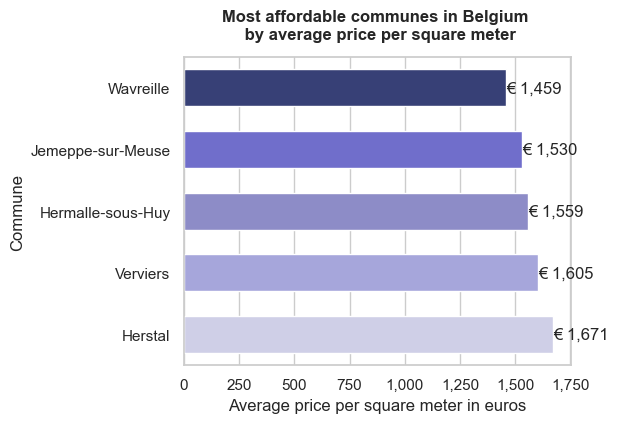 Most affordable communes in Belgium
by average price per square meter
Commune
Wavreille
€ 1,459
Jemeppe-sur-Meuse
€ 1,530
Hermalle-sous-Huy
€ 1,559
Verviers
€ 1,605
Herstal
€ 1,671
0 250 500 750 1,000 1,250 1,500 1,750
Average price per square meter in euros